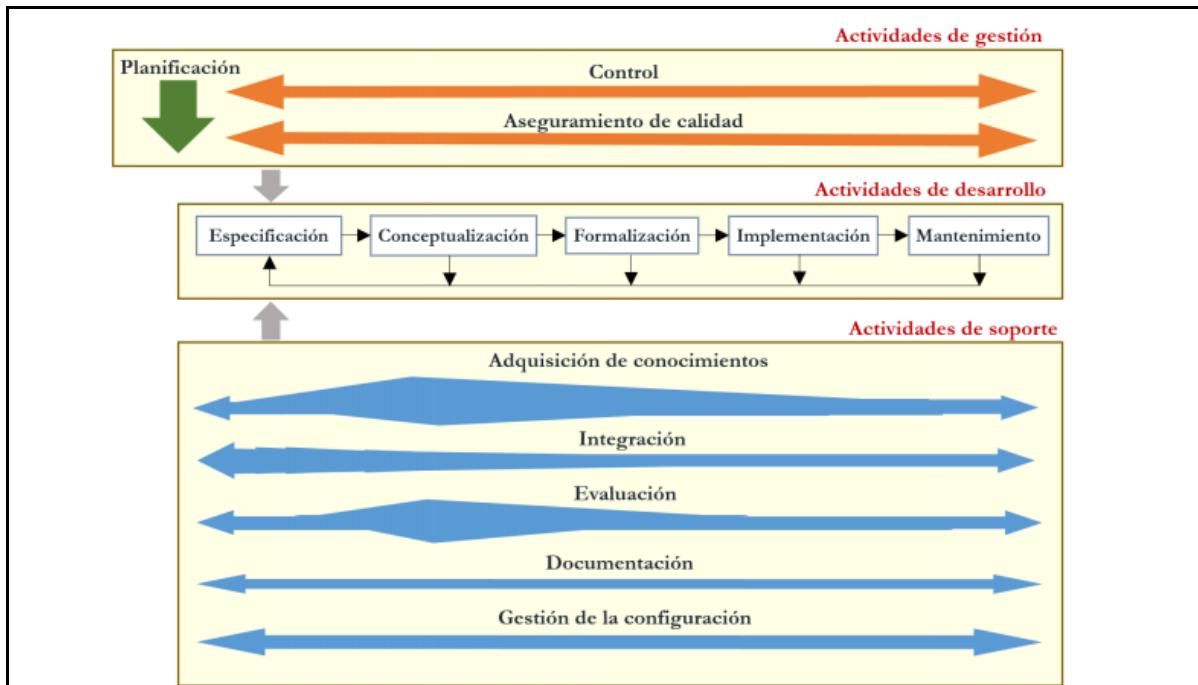 Actividades de gestión
Planificación
Control
Aseguramiento de calidad
Actividades de desarrollo
Especificación
Conceptualización
Formalización
Implementación
Mantenimiento
Actividades de soporte
Adquisición de conocimientos
Integración
Evaluación
Documentación
Gestión de la configuración